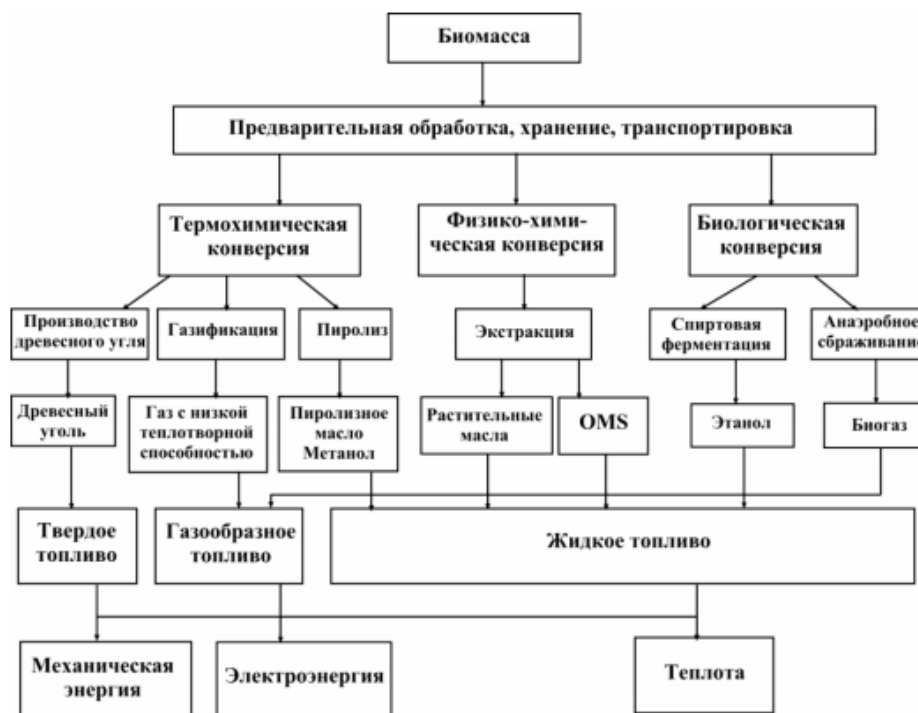 Биомасса
Предварительная обработка, хранение, транспортировка
Термохимическая
конверсия
Физико-хими-
ческая конверсия
Биологическая
конверсия
Производство
древесного угля
Газификация
Пиролиз
Экстракция
Спиртовая
ферментация
Анаэробное
сбраживание
Древесный
уголь
Газ с низкой
теплотворной
способностью
Пиролизное
масло
Метанол
Растительные
масла
OMS
Этанол
Биогаз
Твердое
топливо
Газообразное
топливо
Жидкое топливо
Механическая
энергия
Электроэнергия
Теплота